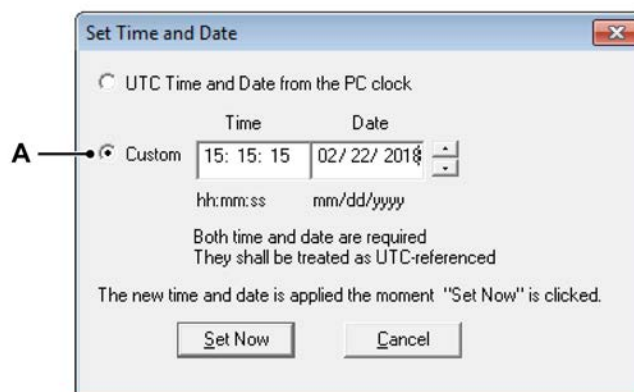 Set Time and Date
UTC Time and Date from the PC clock
Time Date
A Custom 15: 15: 15 02/ 22/ 2018
hh:mm:ss mm/dd/yyyy
Both time and date are required
They shall be treated as UTC-referenced
The new time and date is applied the moment "Set Now" is clicked.
Set Now Cancel